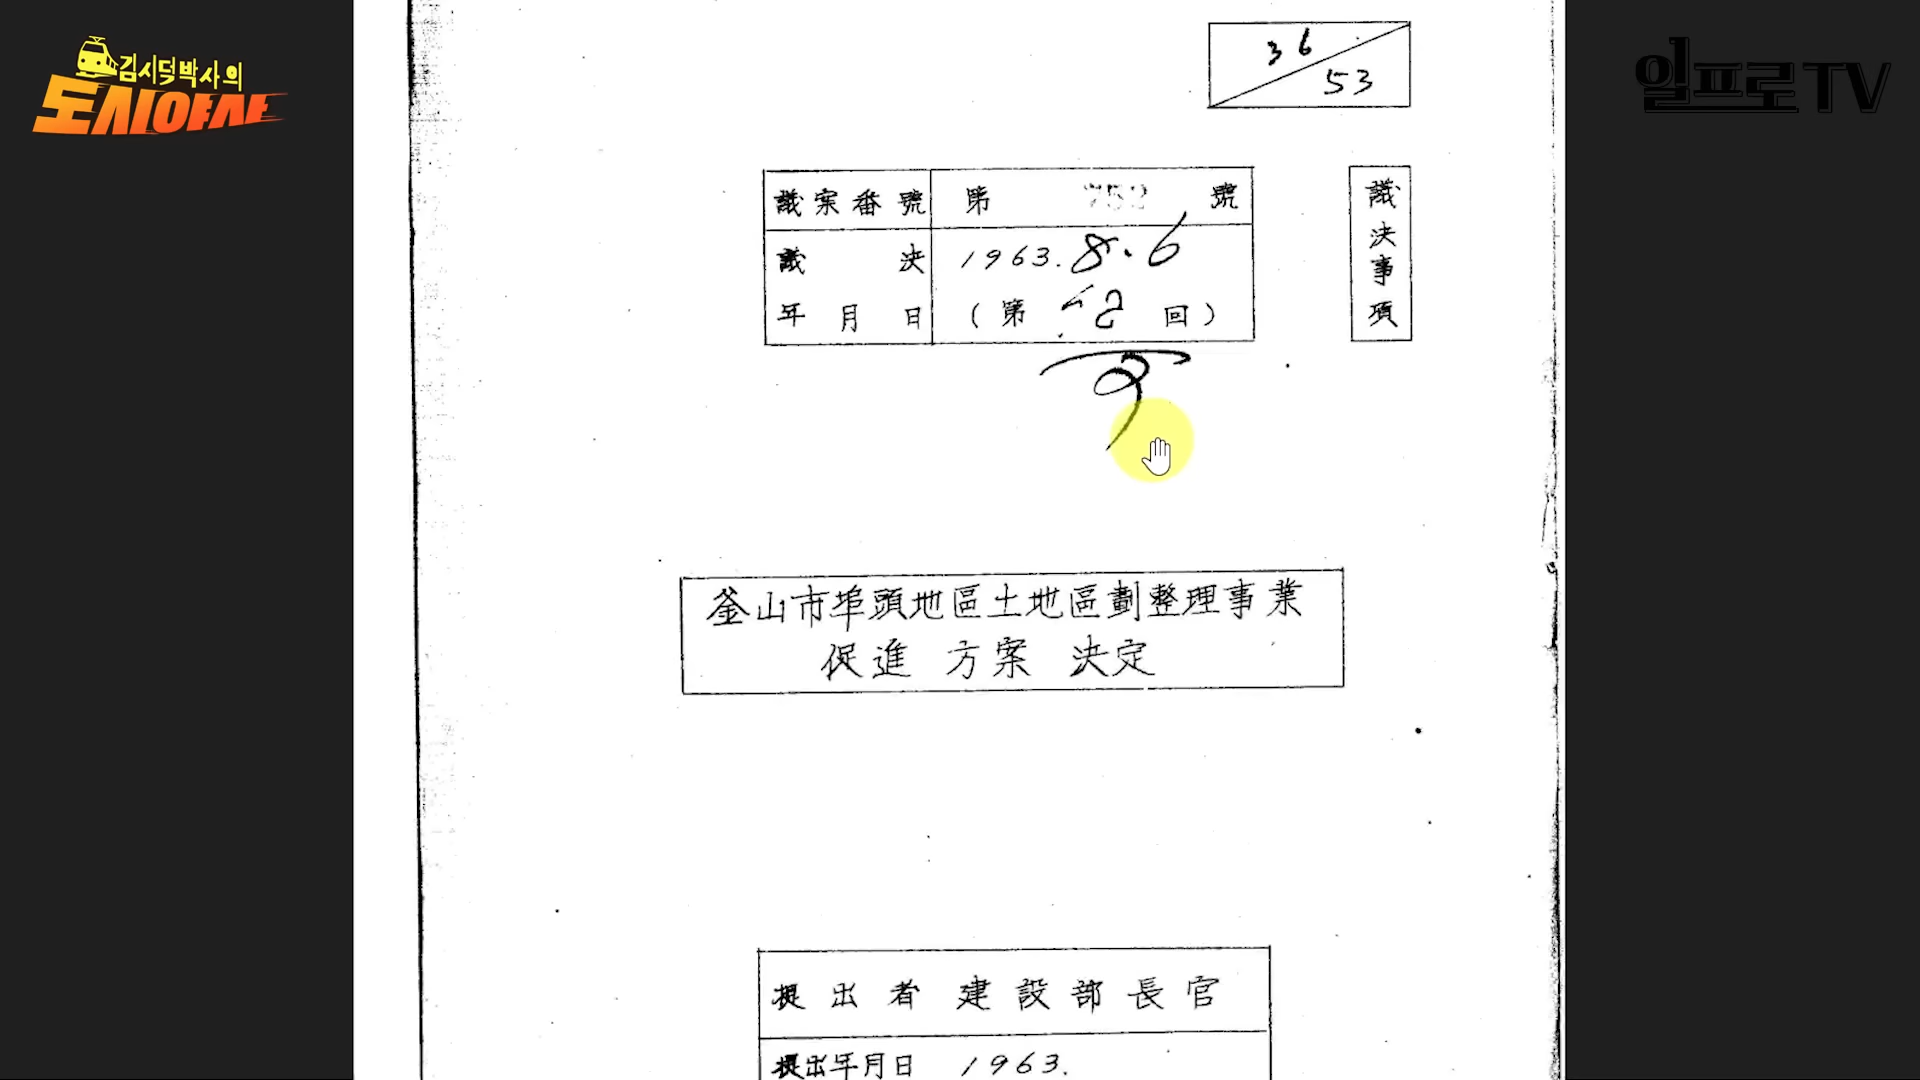 김시덕박사의
도시야사
일프로TV
36
53
議案番號 第 752 號
議決 1963.8.6
年月日 (第 回)
議決事項
釜山市埠頭地區土地區劃整理事業
促進 方案 決定
提出者 建設部長官
提出年月日 1963.